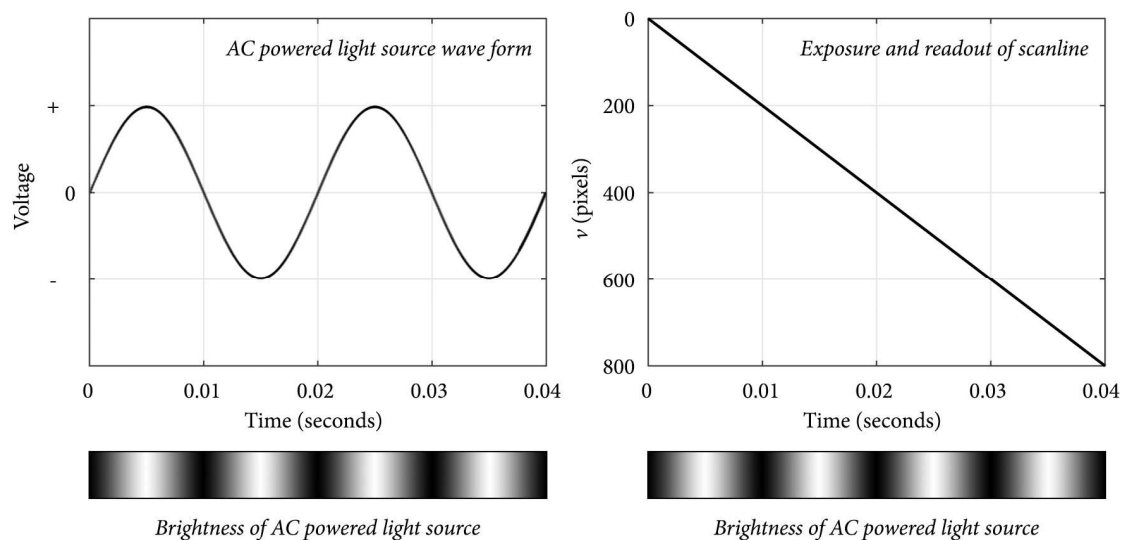 AC powered light source wave form
+
0
-
Voltage
0
0.01
0.02
0.03
0.04
Time (seconds)
Brightness of AC powered light source
Exposure and readout of scanline
0
200
400
600
800
v (pixels)
0
0.01
0.02
0.03
0.04
Time (seconds)
Brightness of AC powered light source